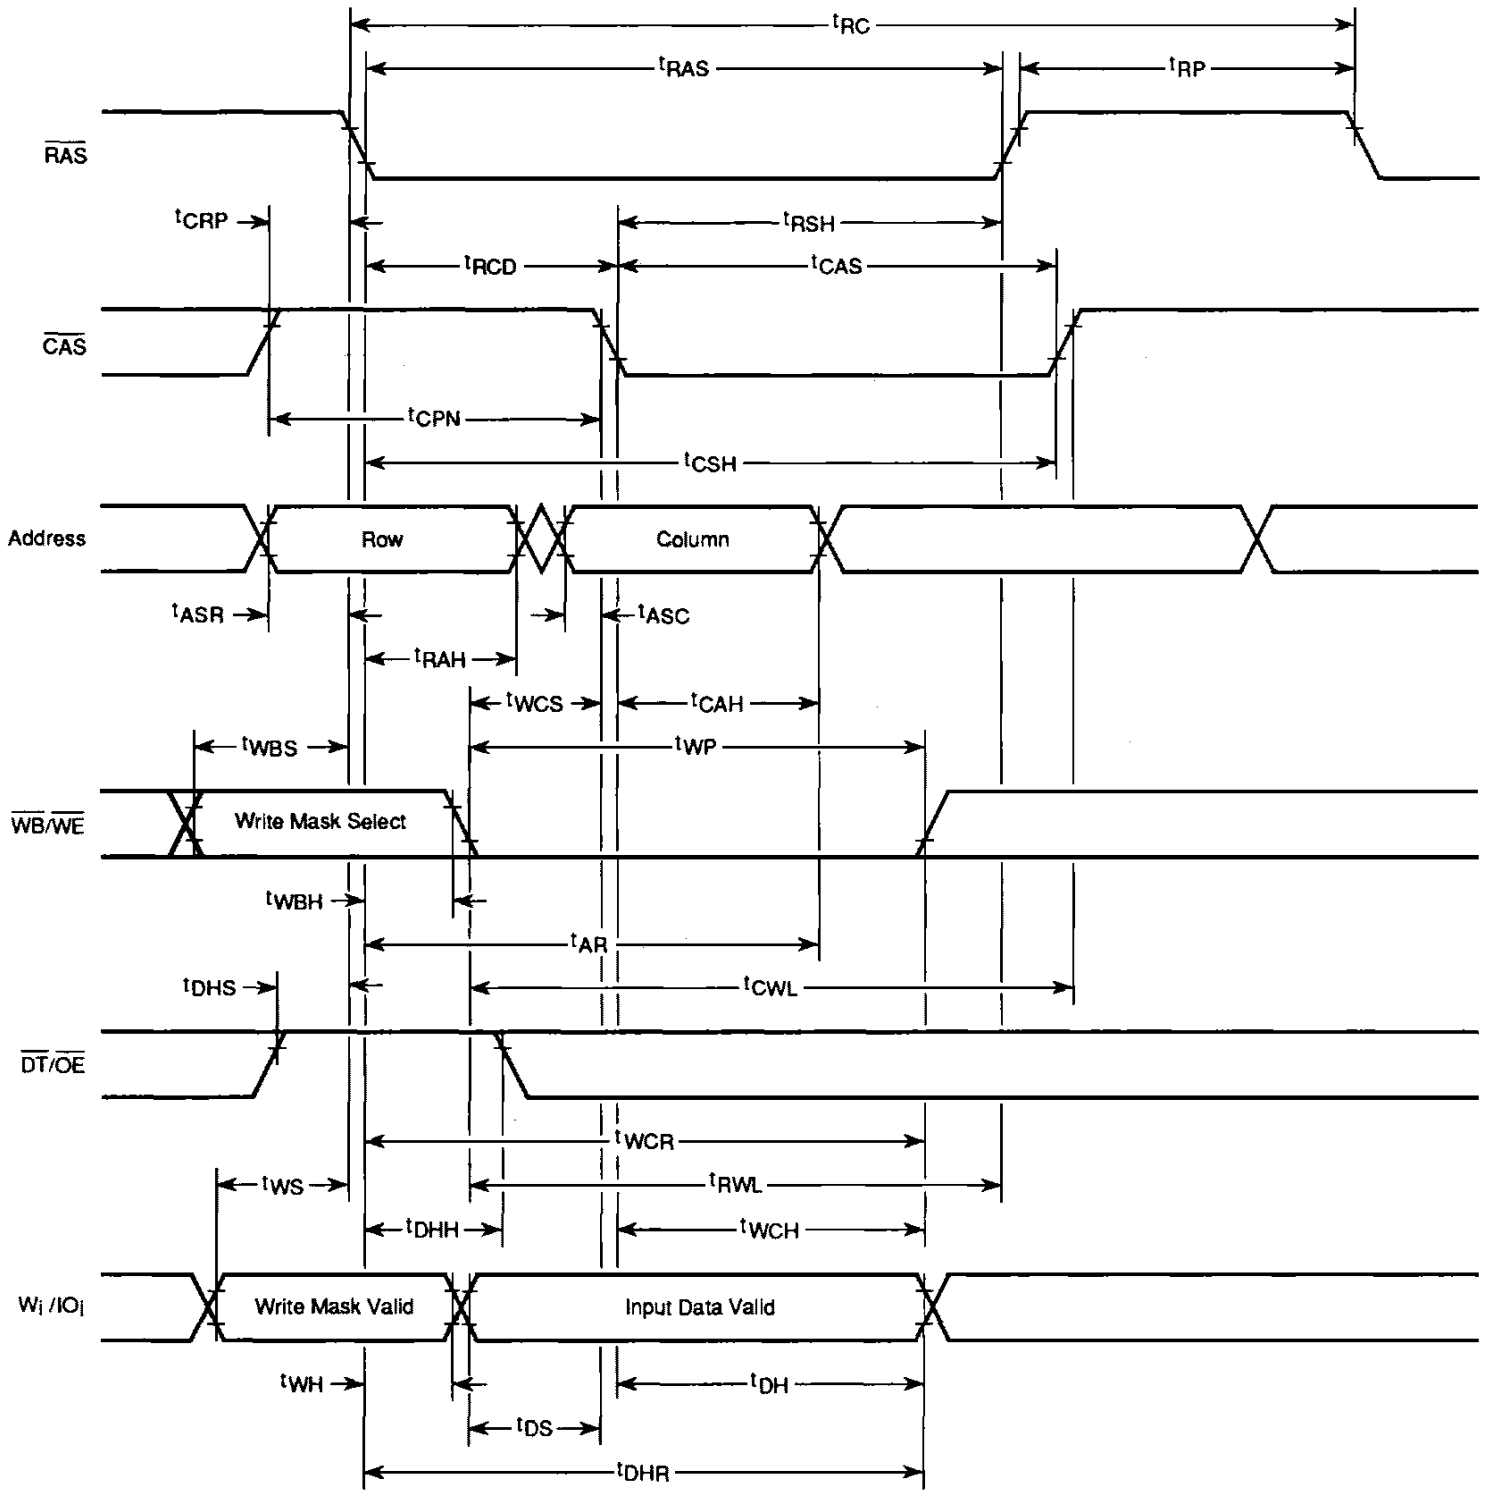 tRC
tRAS
tRP
RAS
tCRP
tRSH
tRCD
tCAS
CAS
tCPN
tCSH
Address
Row
Column
tASR
tASC
tRAH
tWCS
tCAH
tWBS
tWP
WB/WE
Write Mask Select
tWBH
tAR
tDHS
tCWL
DT/OE
tWCR
tWS
tRWL
tDHH
tWCH
Wi /IOi
Write Mask Valid
Input Data Valid
tWH
tDH
tDS
tDHR